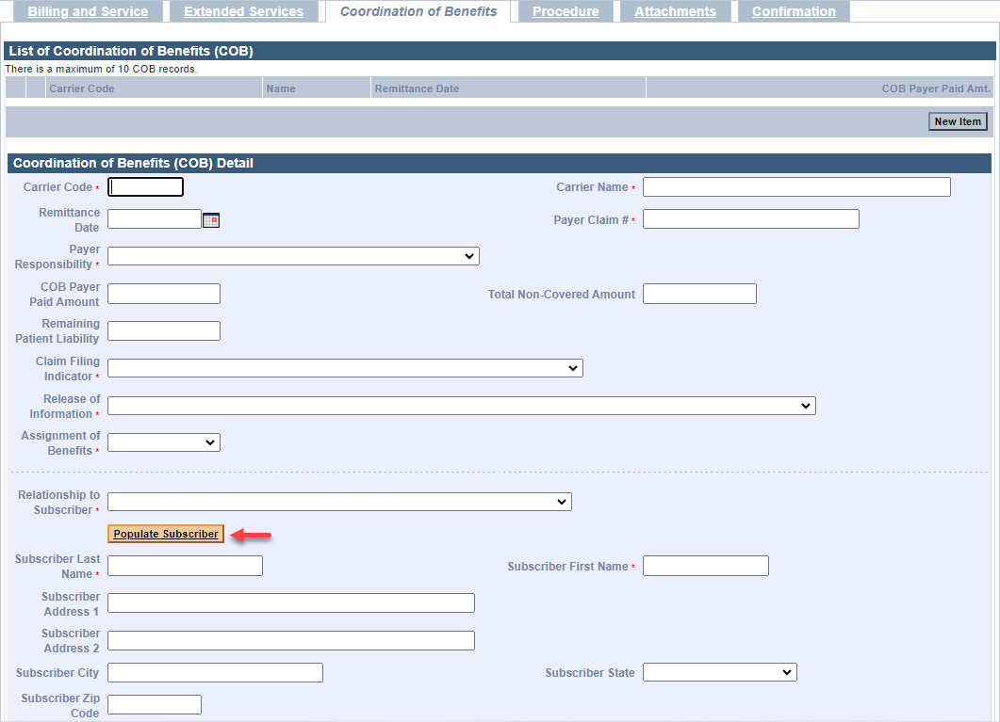 Billing and Service Extended Services Coordination of Benefits Procedure Attachments Confirmation
List of Coordination of Benefits (COB)
There is a maximum of 10 COB records.
Carrier Code Name Remittance Date COB Payer Paid Amt.
New Item
Coordination of Benefits (COB) Detail
Carrier Code * Carrier Name *
Remittance
Date
Payer Claim # *
Payer
Responsibility *
COB Payer
Paid Amount
Total Non-Covered Amount
Remaining
Patient Liability
Claim Filing
Indicator *
Release of
Information *
Assignment of
Benefits *
Relationship to
Subscriber *
Populate Subscriber
Subscriber Last
Name *
Subscriber First Name *
Subscriber
Address 1
Subscriber
Address 2
Subscriber City Subscriber State
Subscriber Zip
Code